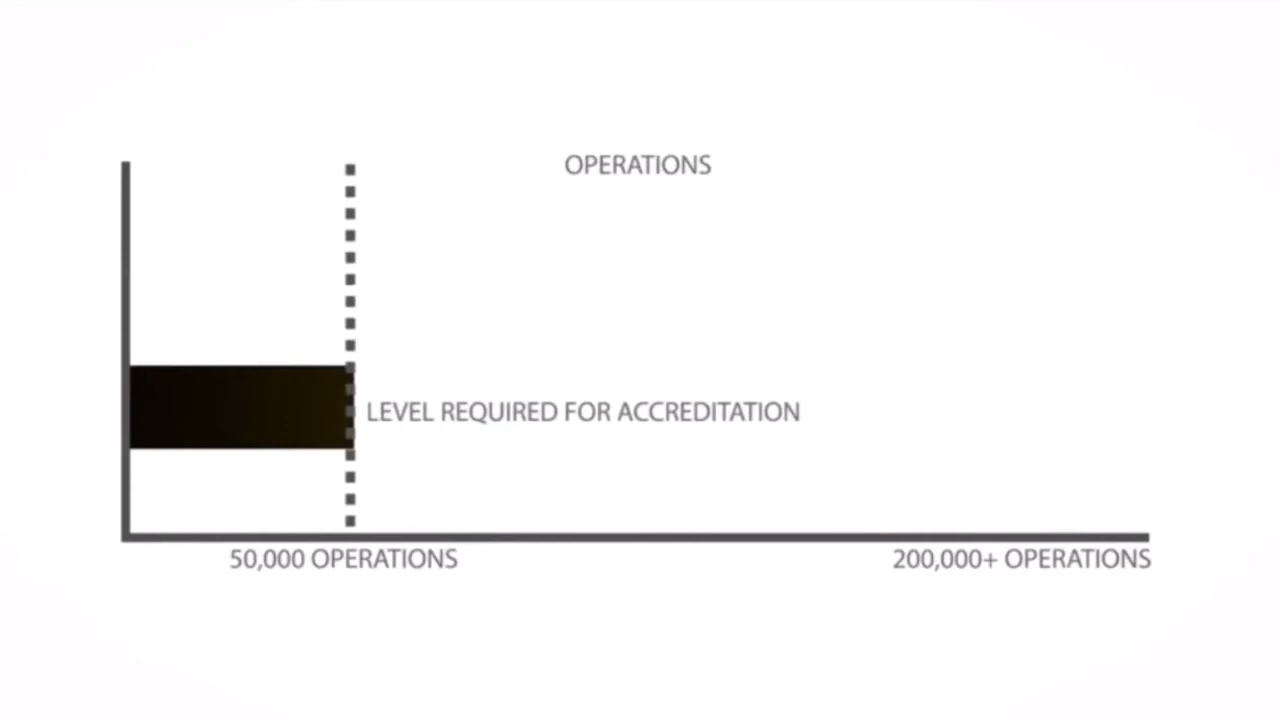 OPERATIONS
LEVEL REQUIRED FOR ACCREDITATION
50,000 OPERATIONS
200,000+ OPERATIONS